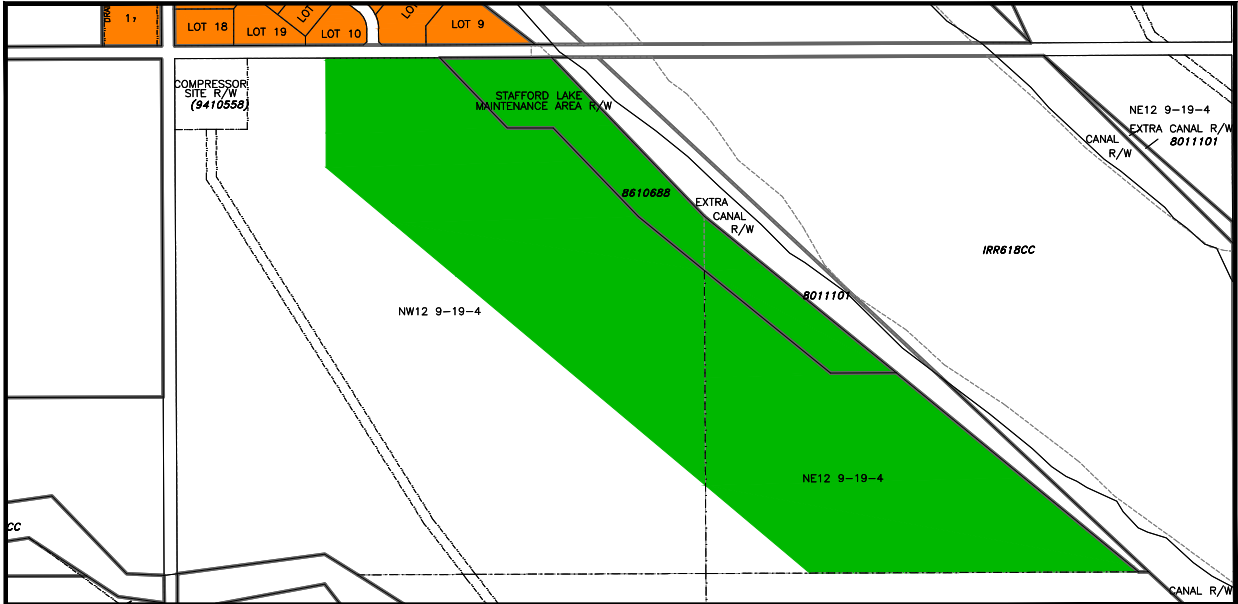 LOT 18
LOT 19
LOT 10
LOT 9
COMPRESSOR
SITE R/W
(9410558)
STAFFORD LAKE
MAINTENANCE AREA R/W
NE12 9-19-4
EXTRA CANAL R/W
8011101
CANAL
R/W
8610688
EXTRA
CANAL
R/W
IRR618CC
8011101
NW12 9-19-4
NE12 9-19-4
CC
CANAL R/W